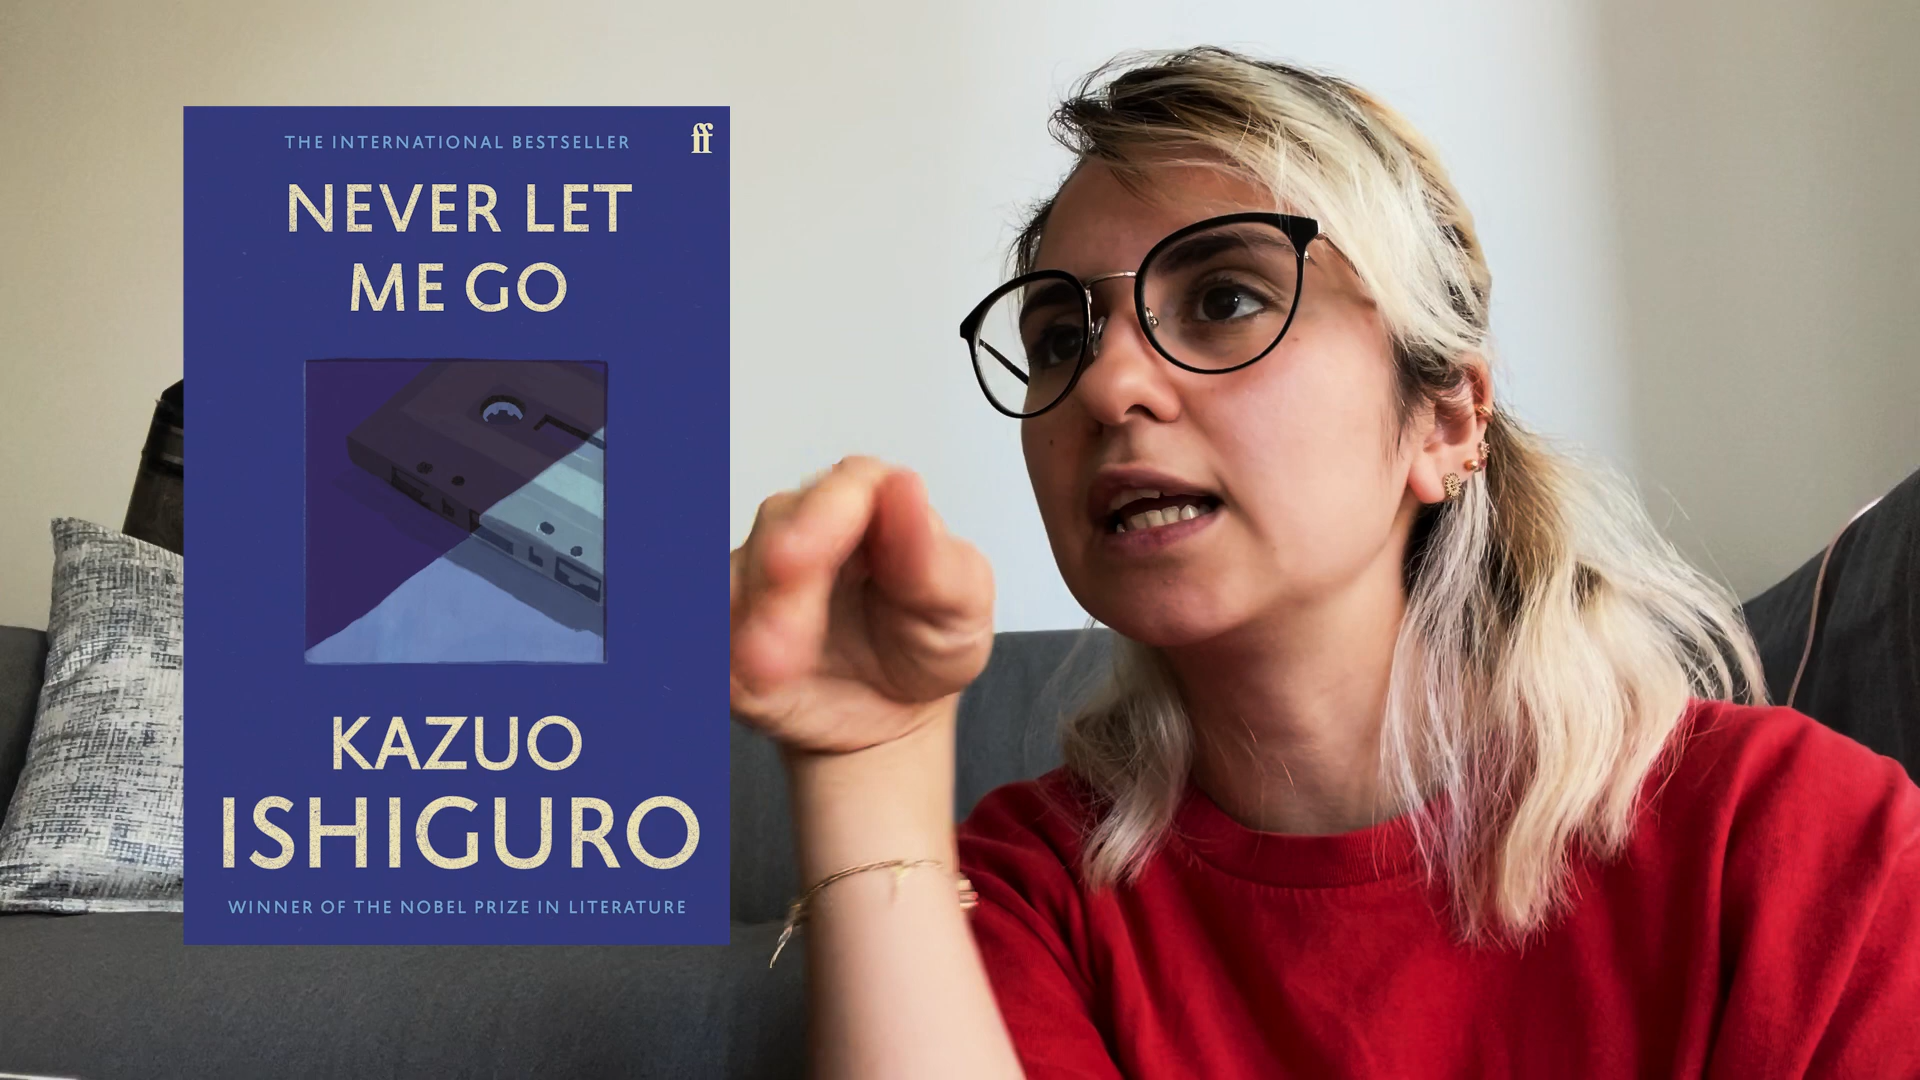 THE INTERNATIONAL BESTSELLER
ff
NEVER LET
ME GO
KAZUO
ISHIGURO
WINNER OF THE NOBEL PRIZE IN LITERATURE